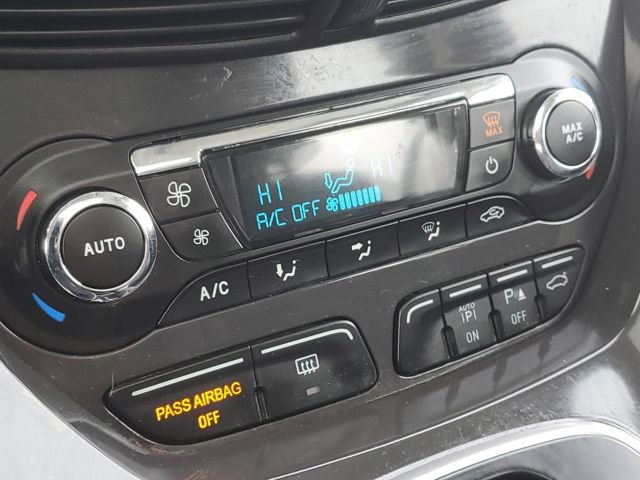 MAX
MAX
A/C
HI
HI
A/C OFF
AUTO
A/C
AUTO
P
ON
P
OFF
PASS AIRBAG
OFF